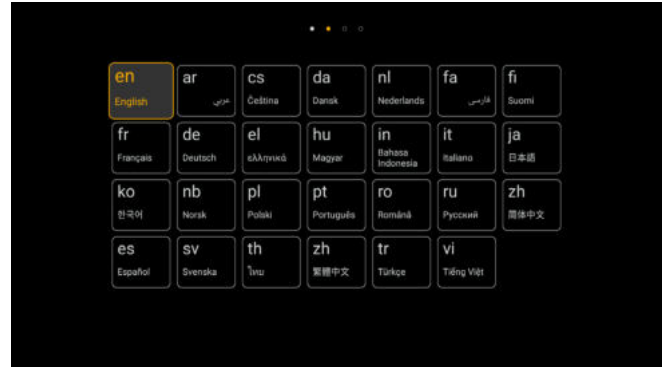 en
English
ar
عربي
cs
Čeština
da
Dansk
nl
Nederlands
fa
فارسی
fi
Suomi
fr
Français
de
Deutsch
el
ελληνικά
hu
Magyar
in
Bahasa
Indonesia
it
Italiano
ja
日本語
ko
한국어
nb
Norsk
pl
Polski
pt
Português
ro
Română
ru
Русский
zh
简体中文
es
Español
sv
Svenska
th
ไทย
zh
繁體中文
tr
Türkçe
vi
Tiếng Việt